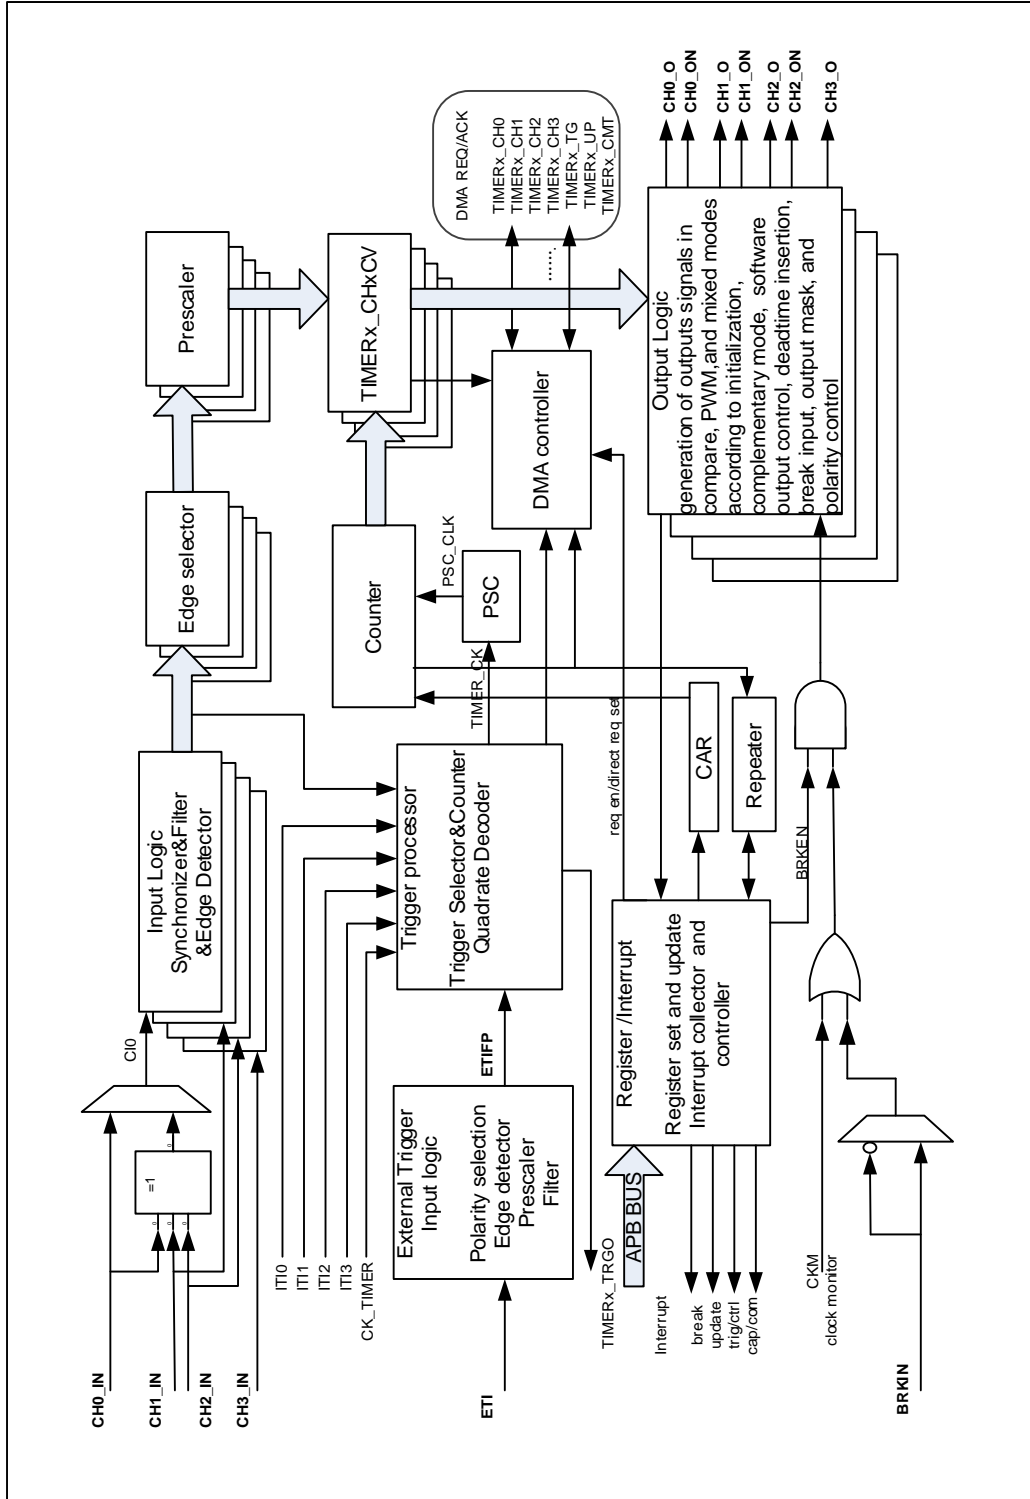 CH0_IN
CH1_IN
CH2_IN
CH3_IN
=1
0
0
0
0
CI0
Input Logic
Synchronizer&Filter
&Edge Detector
Edge selector
Prescaler
ITI0
ITI1
ITI2
ITI3
CK_TIMER
Trigger processor
Trigger Selector&Counter
Quadrate Decoder
Counter
TIMERx_CHxCV
ETI
External Trigger
Input logic
Polarity selection
Edge detector
Prescaler
Filter
ETIFP
TIMER_CK
PSC
PSC_CLK
DMA controller
DMA REQ/ACK
TIMERx_CH0
TIMERx_CH1
TIMERx_CH2
TIMERx_CH3
TIMERx_TG
TIMERx_UP
TIMERx_CMT
.......
TIMERx_TRGO
APB BUS
Interrupt
break
update
trig/ctrl
cap/com
Register /Interrupt
Register set and update
Interrupt collector and
controller
req en/direct req set
CAR
Repeater
BRKEN
Output Logic
generation of outputs signals in
compare, PWM,and mixed modes
according to initialization,
complementary mode, software
output control, deadtime insertion,
break input, output mask, and
polarity control
CH0_O
CH0_ON
CH1_O
CH1_ON
CH2_O
CH2_ON
CH3_O
CKM
clock monitor
BRKIN